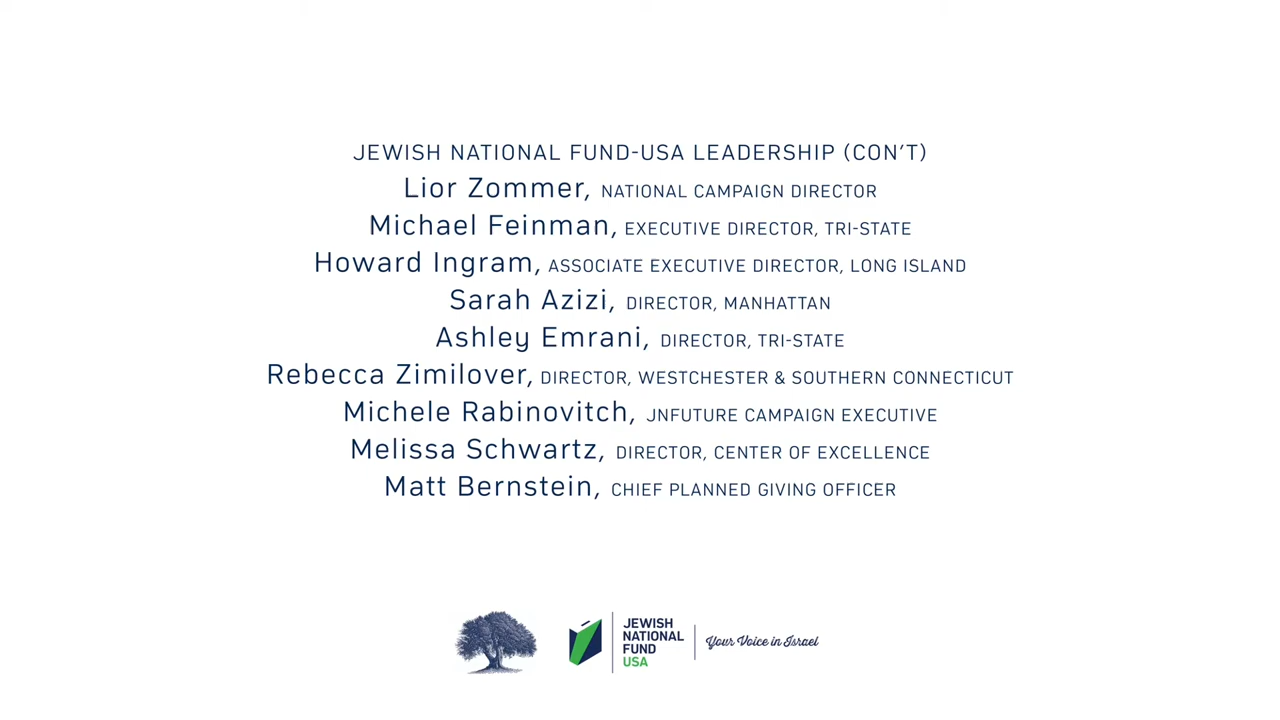 JEWISH NATIONAL FUND-USA LEADERSHIP (CON'T)
Lior Zommer, NATIONAL CAMPAIGN DIRECTOR
Michael Feinman, EXECUTIVE DIRECTOR, TRI-STATE
Howard Ingram, ASSOCIATE EXECUTIVE DIRECTOR, LONG ISLAND
Sarah Azizi, DIRECTOR, MANHATTAN
Ashley Emrani, DIRECTOR, TRI-STATE
Rebecca Zimilover, DIRECTOR, WESTCHESTER & SOUTHERN CONNECTICUT
Michele Rabinovitch, JNFUTURE CAMPAIGN EXECUTIVE
Melissa Schwartz, DIRECTOR, CENTER OF EXCELLENCE
Matt Bernstein, CHIEF PLANNED GIVING OFFICER
JEWISH
NATIONAL
FUND
USA
Your Voice in Israel